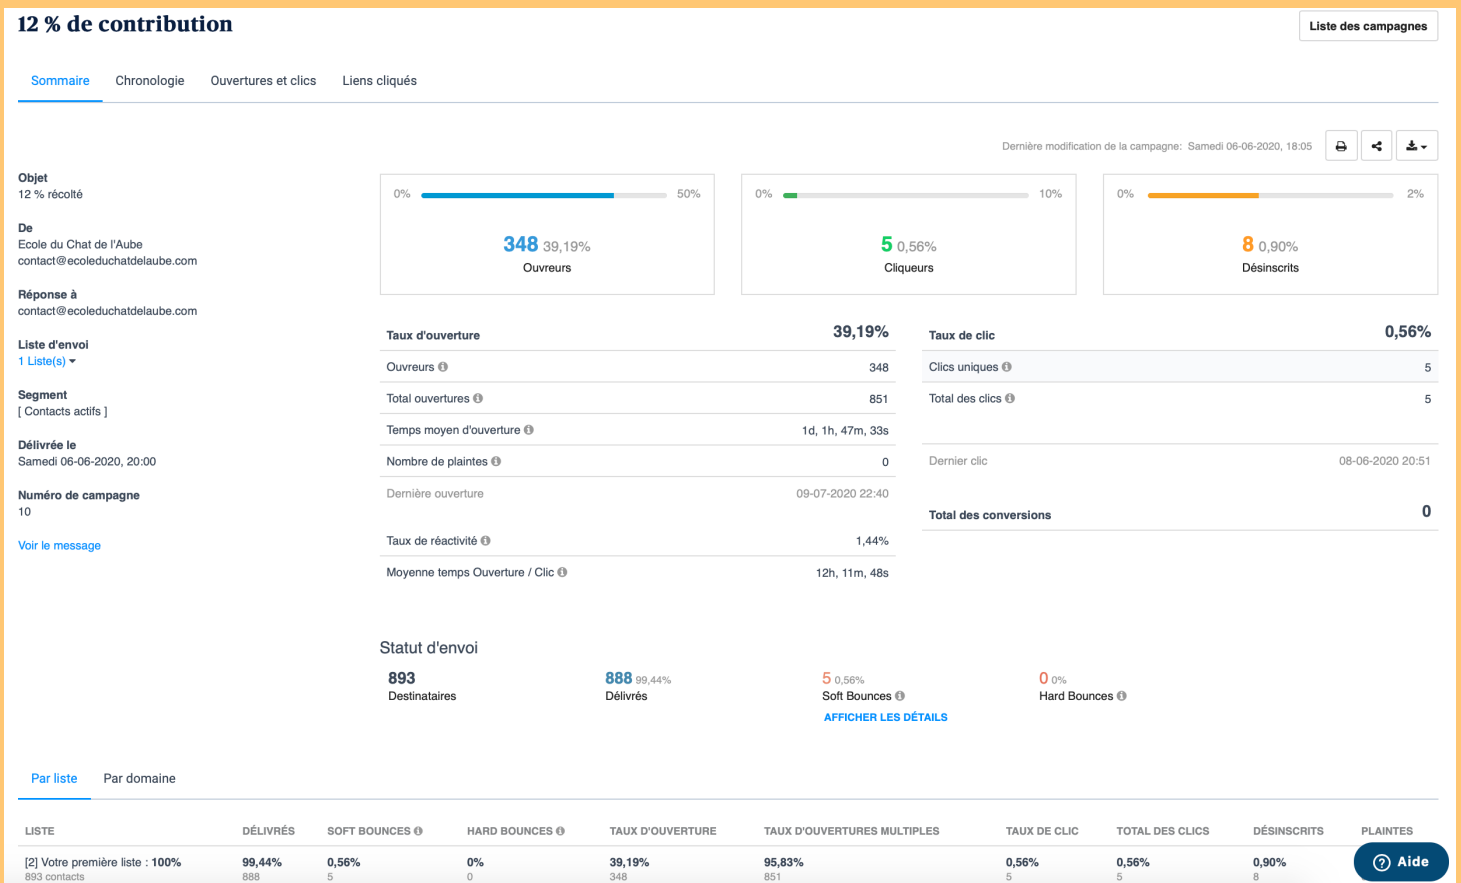 12 % de contribution
Liste des campagnes
Sommaire Chronologie Ouvertures et clics Liens cliqués
Dernière modification de la campagne: Samedi 06-06-2020, 18:05
Objet
12 % récolté
De
Ecole du Chat de l'Aube
contact@ecoleduchatdelaube.com
Réponse à
contact@ecoleduchatdelaube.com
Liste d'envoi
1 Liste(s)
Segment
[ Contacts actifs ]
Délivrée le
Samedi 06-06-2020, 20:00
Numéro de campagne
10
Voir le message
0% 50%
348 39,19%
Ouvreurs
0% 10%
5 0,56%
Cliqueurs
0% 2%
8 0,90%
Désinscrits
Taux d'ouverture 39,19%
Ouvreurs 348
Total ouvertures 851
Temps moyen d'ouverture 1d, 1h, 47m, 33s
Nombre de plaintes 0
Dernière ouverture 09-07-2020 22:40
Taux de réactivité 1,44%
Moyenne temps Ouverture / Clic 12h, 11m, 48s
Taux de clic 0,56%
Clics uniques 5
Total des clics 5
Dernier clic 08-06-2020 20:51
Total des conversions 0
Statut d'envoi
893
Destinataires
888 99,44%
Délivrés
5 0,56%
Soft Bounces
AFFICHER LES DÉTAILS
0 0%
Hard Bounces
Par liste Par domaine
LISTE DÉLIVRÉS SOFT BOUNCES HARD BOUNCES TAUX D'OUVERTURE TAUX D'OUVERTURES MULTIPLES TAUX DE CLIC TOTAL DES CLICS DÉSINSCRITS PLAINTES
[2] Votre première liste : 100% 99,44% 0,56% 0% 39,19% 95,83% 0,56% 0,56% 0,90%
893 contacts 888 5 0 348 851 5 5 8
Aide